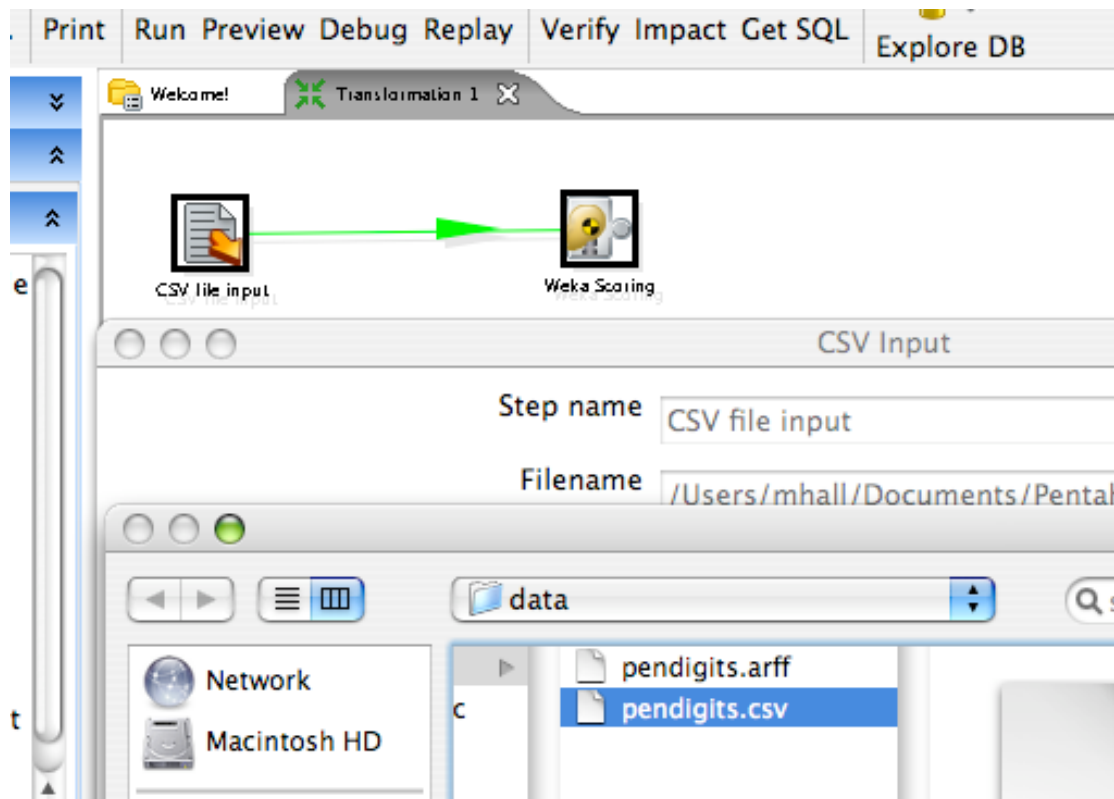 Print Run Preview Debug Replay Verify Impact Get SQL Explore DB
Welcome! Transformation 1
e
CSV file input Weka Scoring
CSV Input
Step name CSV file input
Filename /Users/mhall/Documents/Pentah
data
Network
Macintosh HD
pendigits.arff
pendigits.csv
c
t
s